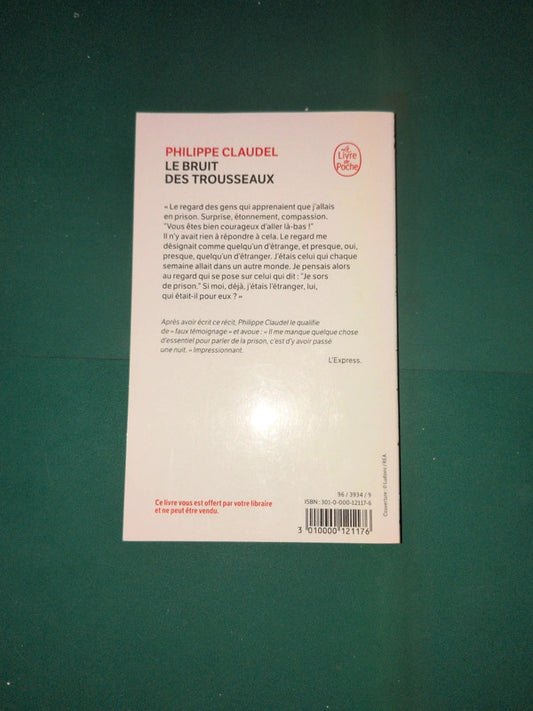 PHILIPPE CLAUDEL
LE BRUIT
DES TROUSSEAUX
Le
Livre
de
Poche
« Le regard des gens qui apprenaient que j'allais
en prison. Surprise, étonnement, compassion.
"Vous êtes bien courageux d'aller là-bas !"
Il n'y avait rien à répondre à cela. Le regard me
désignait comme quelqu'un d'étrange, et presque, oui,
presque, quelqu'un d'étranger. J'étais celui qui chaque
semaine allait dans un autre monde. Je pensais alors
au regard qui se pose sur celui qui dit : "Je sors
de prison." Si moi, déjà, j'étais l'étranger, lui,
qui était-il pour eux ? »
Après avoir écrit ce récit, Philippe Claudel le qualifie
de « faux témoignage » et avoue : « Il me manque quelque chose
d'essentiel pour parler de la prison, c'est d'y avoir passé
une nuit. » Impressionnant.
L'Express.
Couverture : © Ludovic / RÉA.
96 / 3934 / 9
ISBN : 301-0-000-12117-6
Ce livre vous est offert par votre libraire
et ne peut être vendu.
3 010000 121176